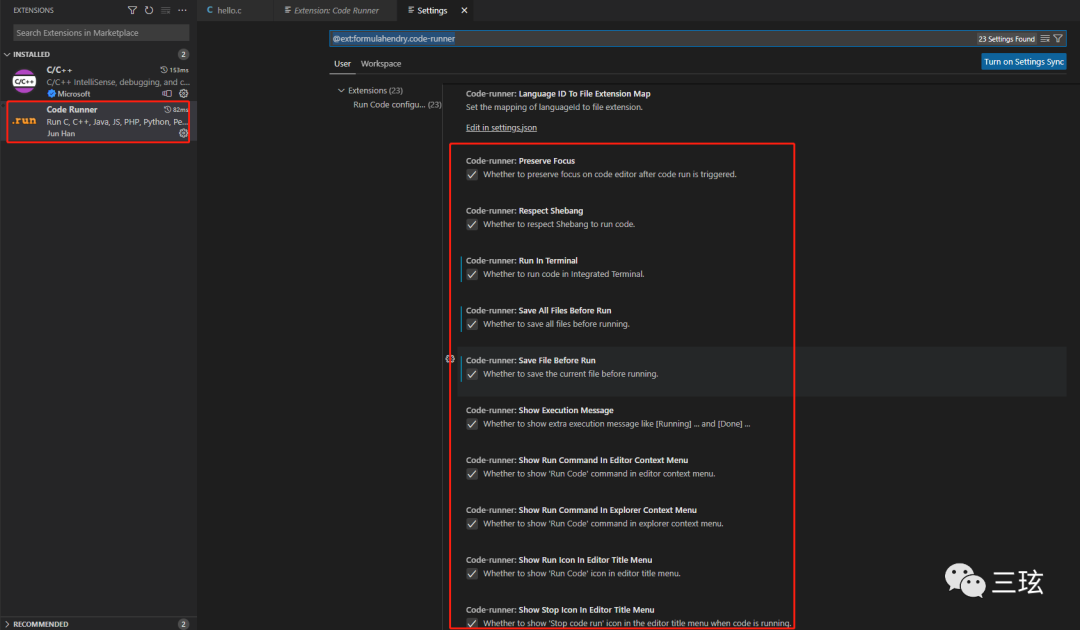 EXTENSIONS
Search Extensions in Marketplace
INSTALLED 2
C/C++ 153ms
C/C++ IntelliSense, debugging, and c...
Microsoft
.run
Code Runner 82ms
Run C, C++, Java, JS, PHP, Python, Pe...
Jun Han
RECOMMENDED 2
C hello.c
Extension: Code Runner
Settings
@ext:formulahendry.code-runner
23 Settings Found
User
Workspace
Turn on Settings Sync
Extensions (23)
Run Code configu... (23)
Code-runner: Language ID To File Extension Map
Set the mapping of languageId to file extension.
Edit in settings.json
Code-runner: Preserve Focus
Whether to preserve focus on code editor after code run is triggered.
Code-runner: Respect Shebang
Whether to respect Shebang to run code.
Code-runner: Run In Terminal
Whether to run code in Integrated Terminal.
Code-runner: Save All Files Before Run
Whether to save all files before running.
Code-runner: Save File Before Run
Whether to save the current file before running.
Code-runner: Show Execution Message
Whether to show extra execution message like [Running] ... and [Done] ...
Code-runner: Show Run Command In Editor Context Menu
Whether to show 'Run Code' command in editor context menu.
Code-runner: Show Run Command In Explorer Context Menu
Whether to show 'Run Code' command in explorer context menu.
Code-runner: Show Run Icon In Editor Title Menu
Whether to show 'Run Code' icon in editor title menu.
Code-runner: Show Stop Icon In Editor Title Menu
Whether to show 'Stop code run' icon in the editor title menu when code is running.
三玹